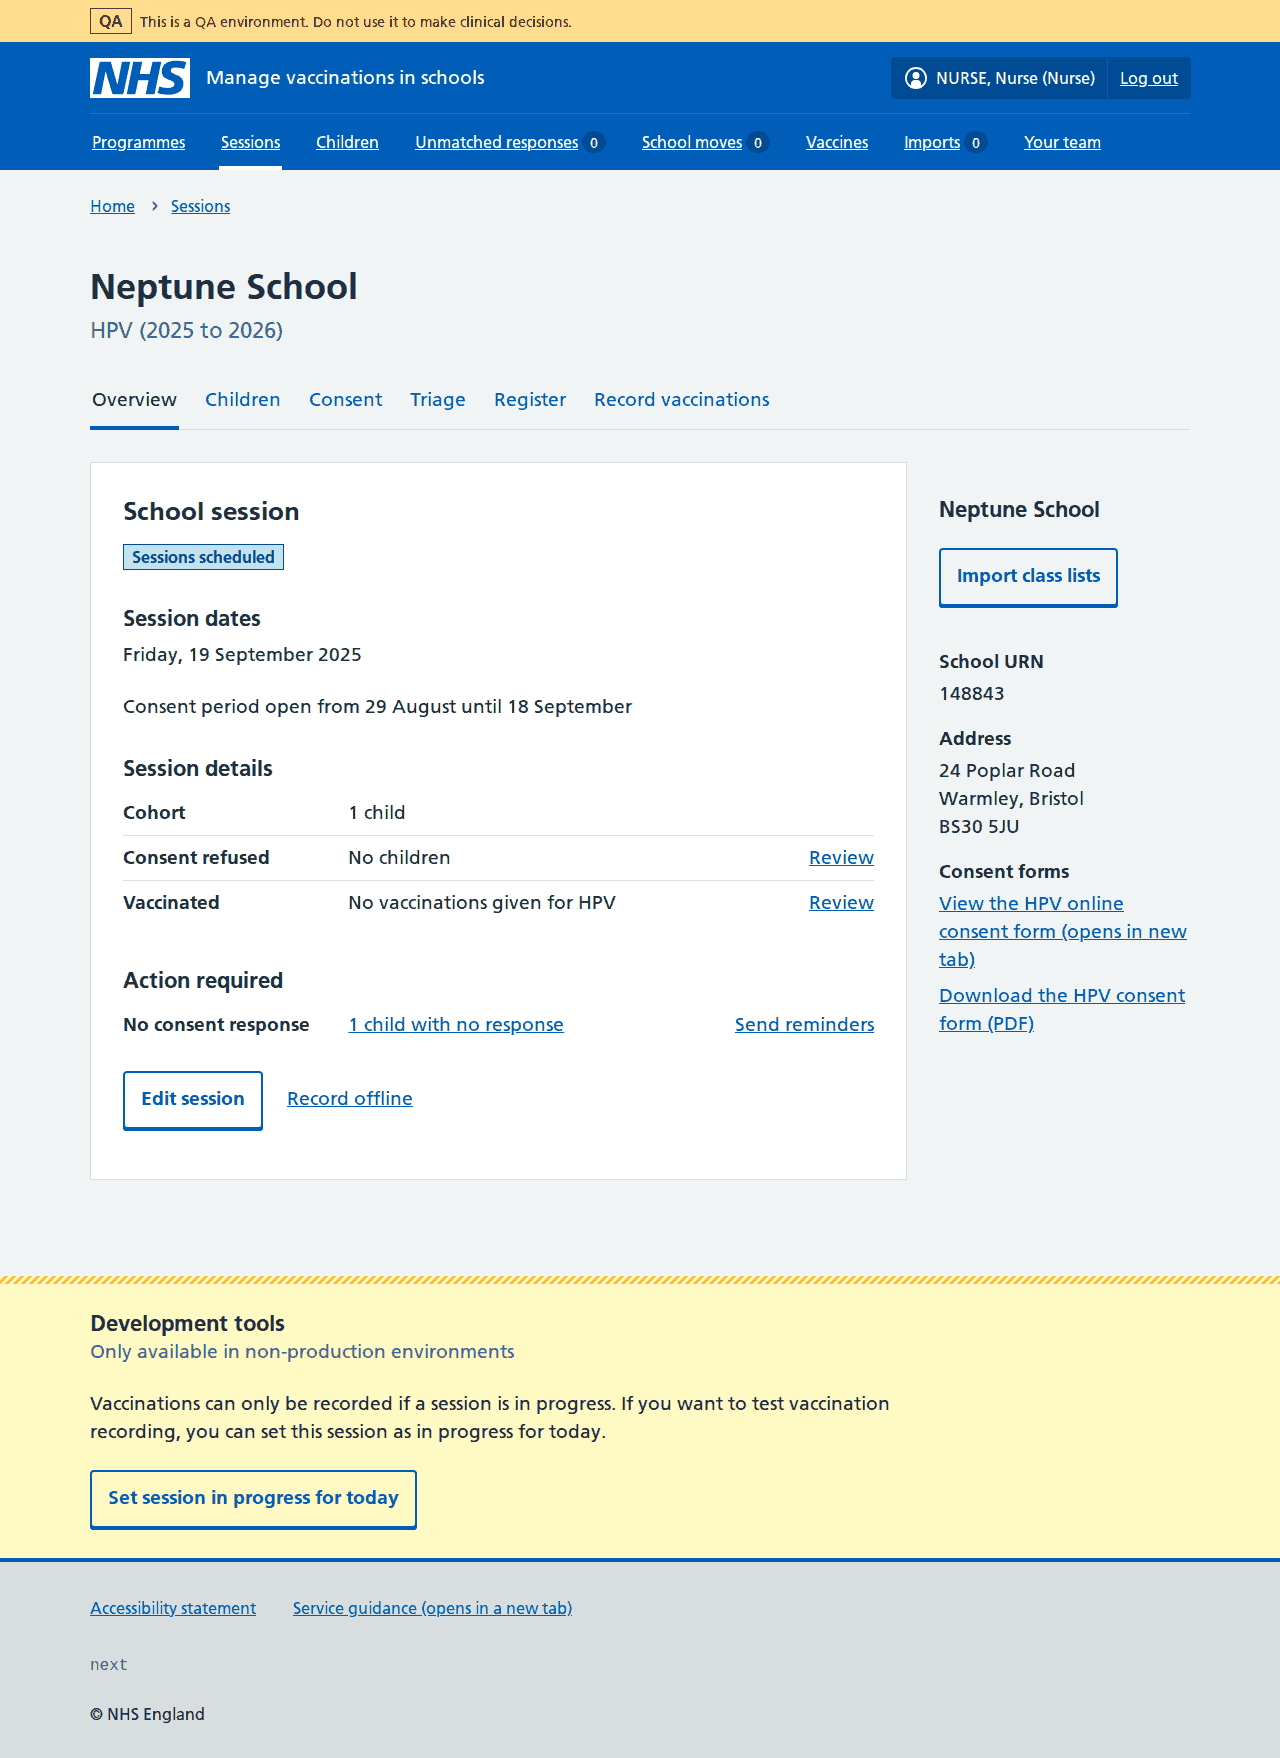 QA This is a QA environment. Do not use it to make clinical decisions.
NHS Manage vaccinations in schools NURSE, Nurse (Nurse) Log out
Programmes Sessions Children Unmatched responses 0 School moves 0 Vaccines Imports 0 Your team
Home › Sessions
Neptune School
HPV (2025 to 2026)
Overview Children Consent Triage Register Record vaccinations
School session
Sessions scheduled
Session dates
Friday, 19 September 2025
Consent period open from 29 August until 18 September
Session details
Cohort 1 child
Consent refused No children Review
Vaccinated No vaccinations given for HPV Review
Action required
No consent response 1 child with no response Send reminders
Edit session Record offline
Neptune School
Import class lists
School URN
148843
Address
24 Poplar Road
Warmley, Bristol
BS30 5JU
Consent forms
View the HPV online
consent form (opens in new
tab)
Download the HPV consent
form (PDF)
Development tools
Only available in non-production environments
Vaccinations can only be recorded if a session is in progress. If you want to test vaccination
recording, you can set this session as in progress for today.
Set session in progress for today
Accessibility statement Service guidance (opens in a new tab)
next
© NHS England